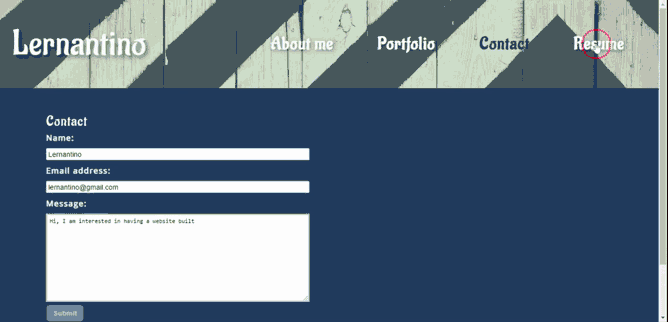 Lernantino
About me Portfolio Contact Resume
Contact
Name:
Lernantino
Email address:
lernantino@gmail.com
Message:
Hi, I am interested in having a website built
Submit